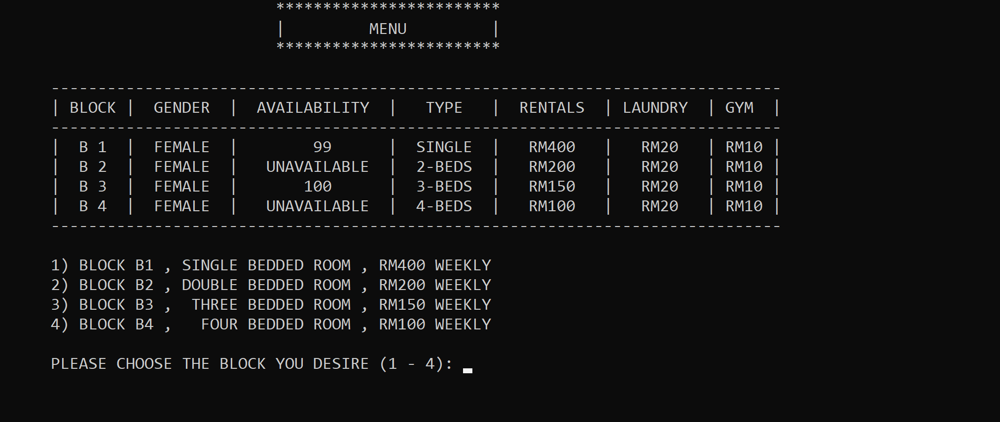 ************************
| MENU |
************************
------------------------------------------------------------------------------
| BLOCK | GENDER | AVAILABILITY | TYPE | RENTALS | LAUNDRY | GYM |
------------------------------------------------------------------------------
| B 1 | FEMALE | 99 | SINGLE | RM400 | RM20 | RM10 |
| B 2 | FEMALE | UNAVAILABLE | 2-BEDS | RM200 | RM20 | RM10 |
| B 3 | FEMALE | 100 | 3-BEDS | RM150 | RM20 | RM10 |
| B 4 | FEMALE | UNAVAILABLE | 4-BEDS | RM100 | RM20 | RM10 |
------------------------------------------------------------------------------
1) BLOCK B1 , SINGLE BEDDED ROOM , RM400 WEEKLY
2) BLOCK B2 , DOUBLE BEDDED ROOM , RM200 WEEKLY
3) BLOCK B3 , THREE BEDDED ROOM , RM150 WEEKLY
4) BLOCK B4 , FOUR BEDDED ROOM , RM100 WEEKLY
PLEASE CHOOSE THE BLOCK YOU DESIRE (1 - 4):